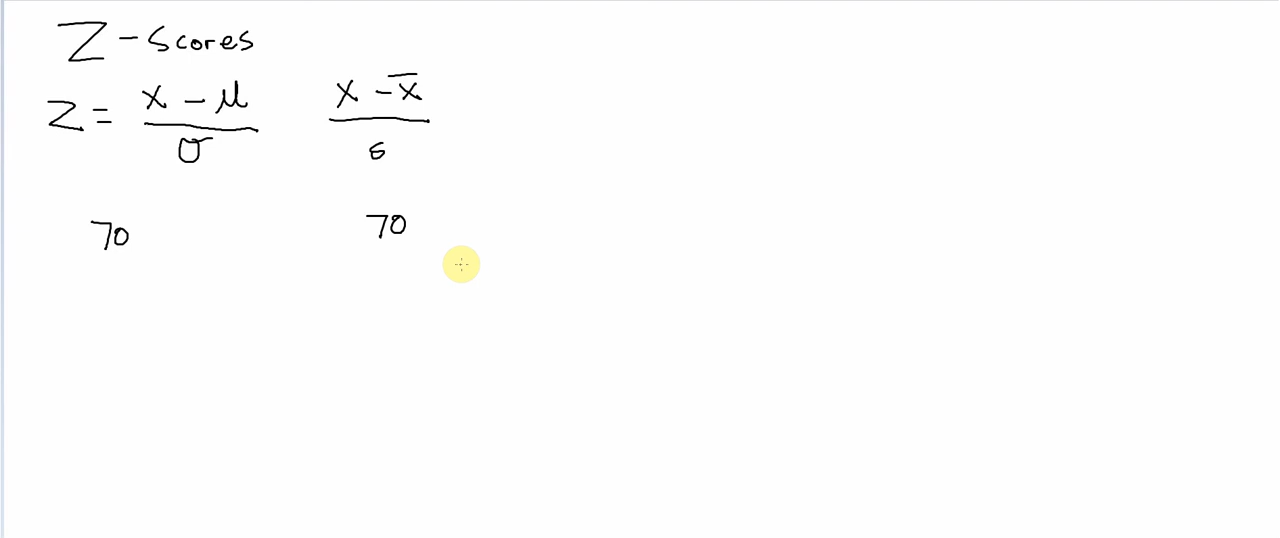 Z-scores
Z = (x - μ)/σ (x - x̄)/s
70 70